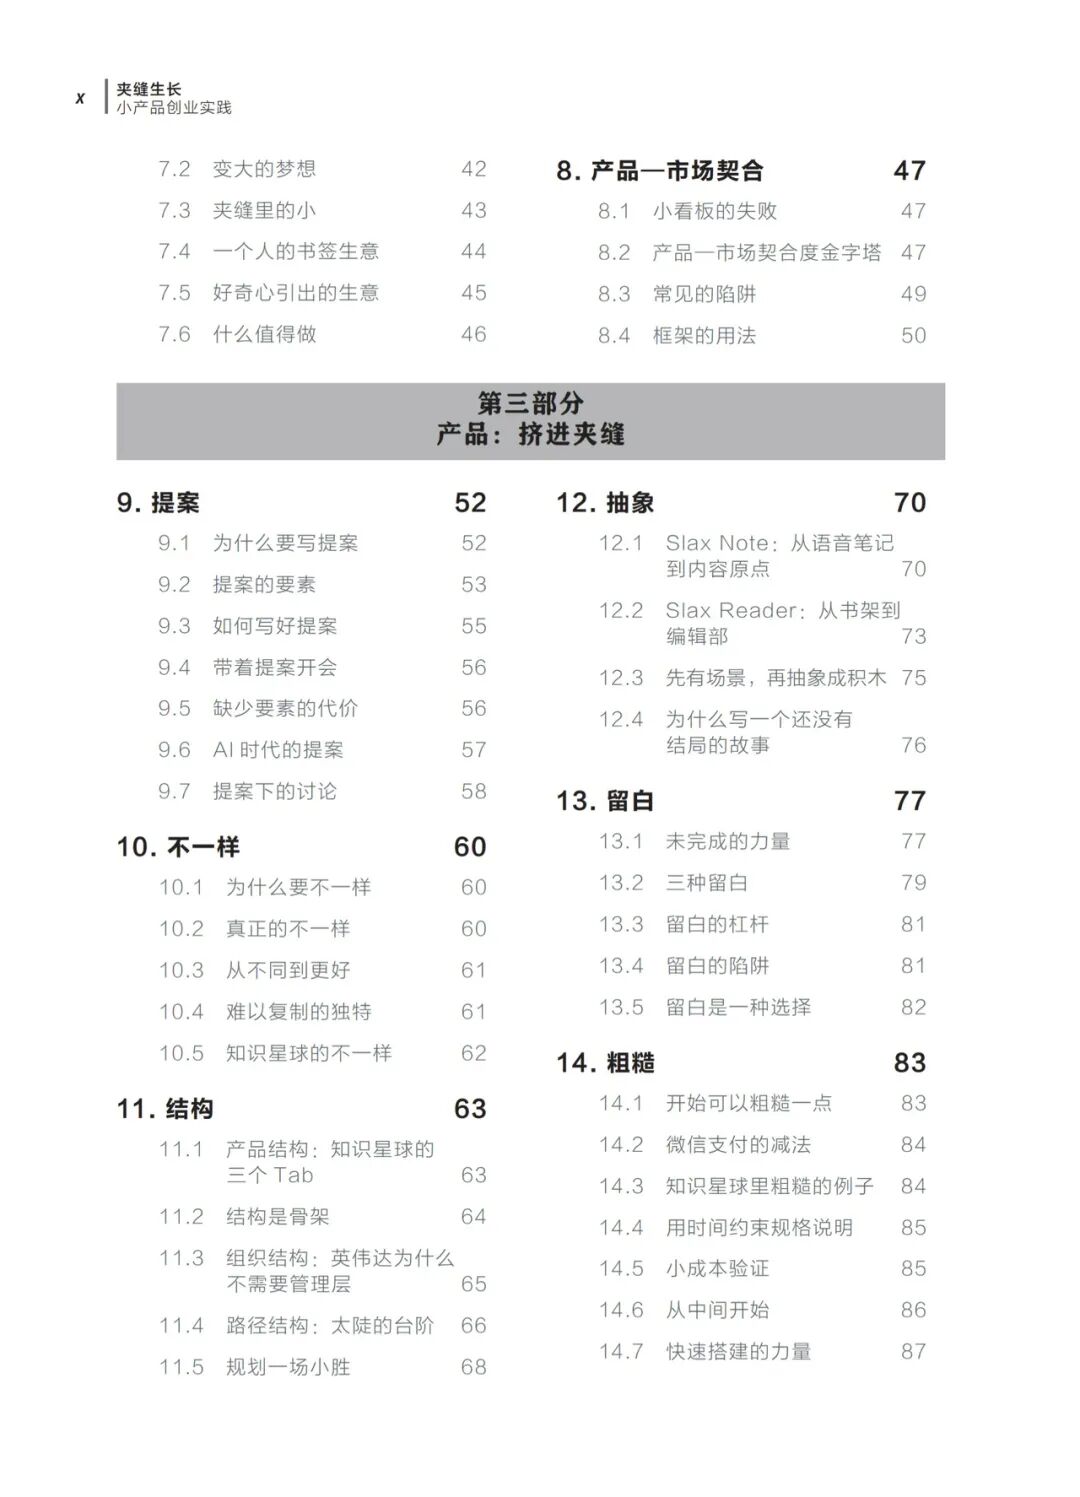 x
夹缝生长
小产品创业实践
7.2 变大的梦想 42
7.3 夹缝里的小 43
7.4 一个人的书签生意 44
7.5 好奇心引出的生意 45
7.6 什么值得做 46
8. 产品—市场契合 47
8.1 小看板的失败 47
8.2 产品—市场契合度金字塔 47
8.3 常见的陷阱 49
8.4 框架的用法 50
第三部分
产品：挤进夹缝
9. 提案 52
9.1 为什么要写提案 52
9.2 提案的要素 53
9.3 如何写好提案 55
9.4 带着提案开会 56
9.5 缺少要素的代价 56
9.6 AI 时代的提案 57
9.7 提案下的讨论 58
10. 不一样 60
10.1 为什么要不一样 60
10.2 真正的不一样 60
10.3 从不同到更好 61
10.4 难以复制的独特 61
10.5 知识星球的不一样 62
11. 结构 63
11.1 产品结构：知识星球的
三个 Tab 63
11.2 结构是骨架 64
11.3 组织结构：英伟达为什么
不需要管理层 65
11.4 路径结构：太陡的台阶 66
11.5 规划一场小胜 68
12. 抽象 70
12.1 Slax Note：从语音笔记
到内容原点 70
12.2 Slax Reader：从书架到
编辑部 73
12.3 先有场景，再抽象成积木 75
12.4 为什么写一个还没有
结局的故事 76
13. 留白 77
13.1 未完成的力量 77
13.2 三种留白 79
13.3 留白的杠杆 81
13.4 留白的陷阱 81
13.5 留白是一种选择 82
14. 粗糙 83
14.1 开始可以粗糙一点 83
14.2 微信支付的减法 84
14.3 知识星球里粗糙的例子 84
14.4 用时间约束规格说明 85
14.5 小成本验证 85
14.6 从中间开始 86
14.7 快速搭建的力量 87